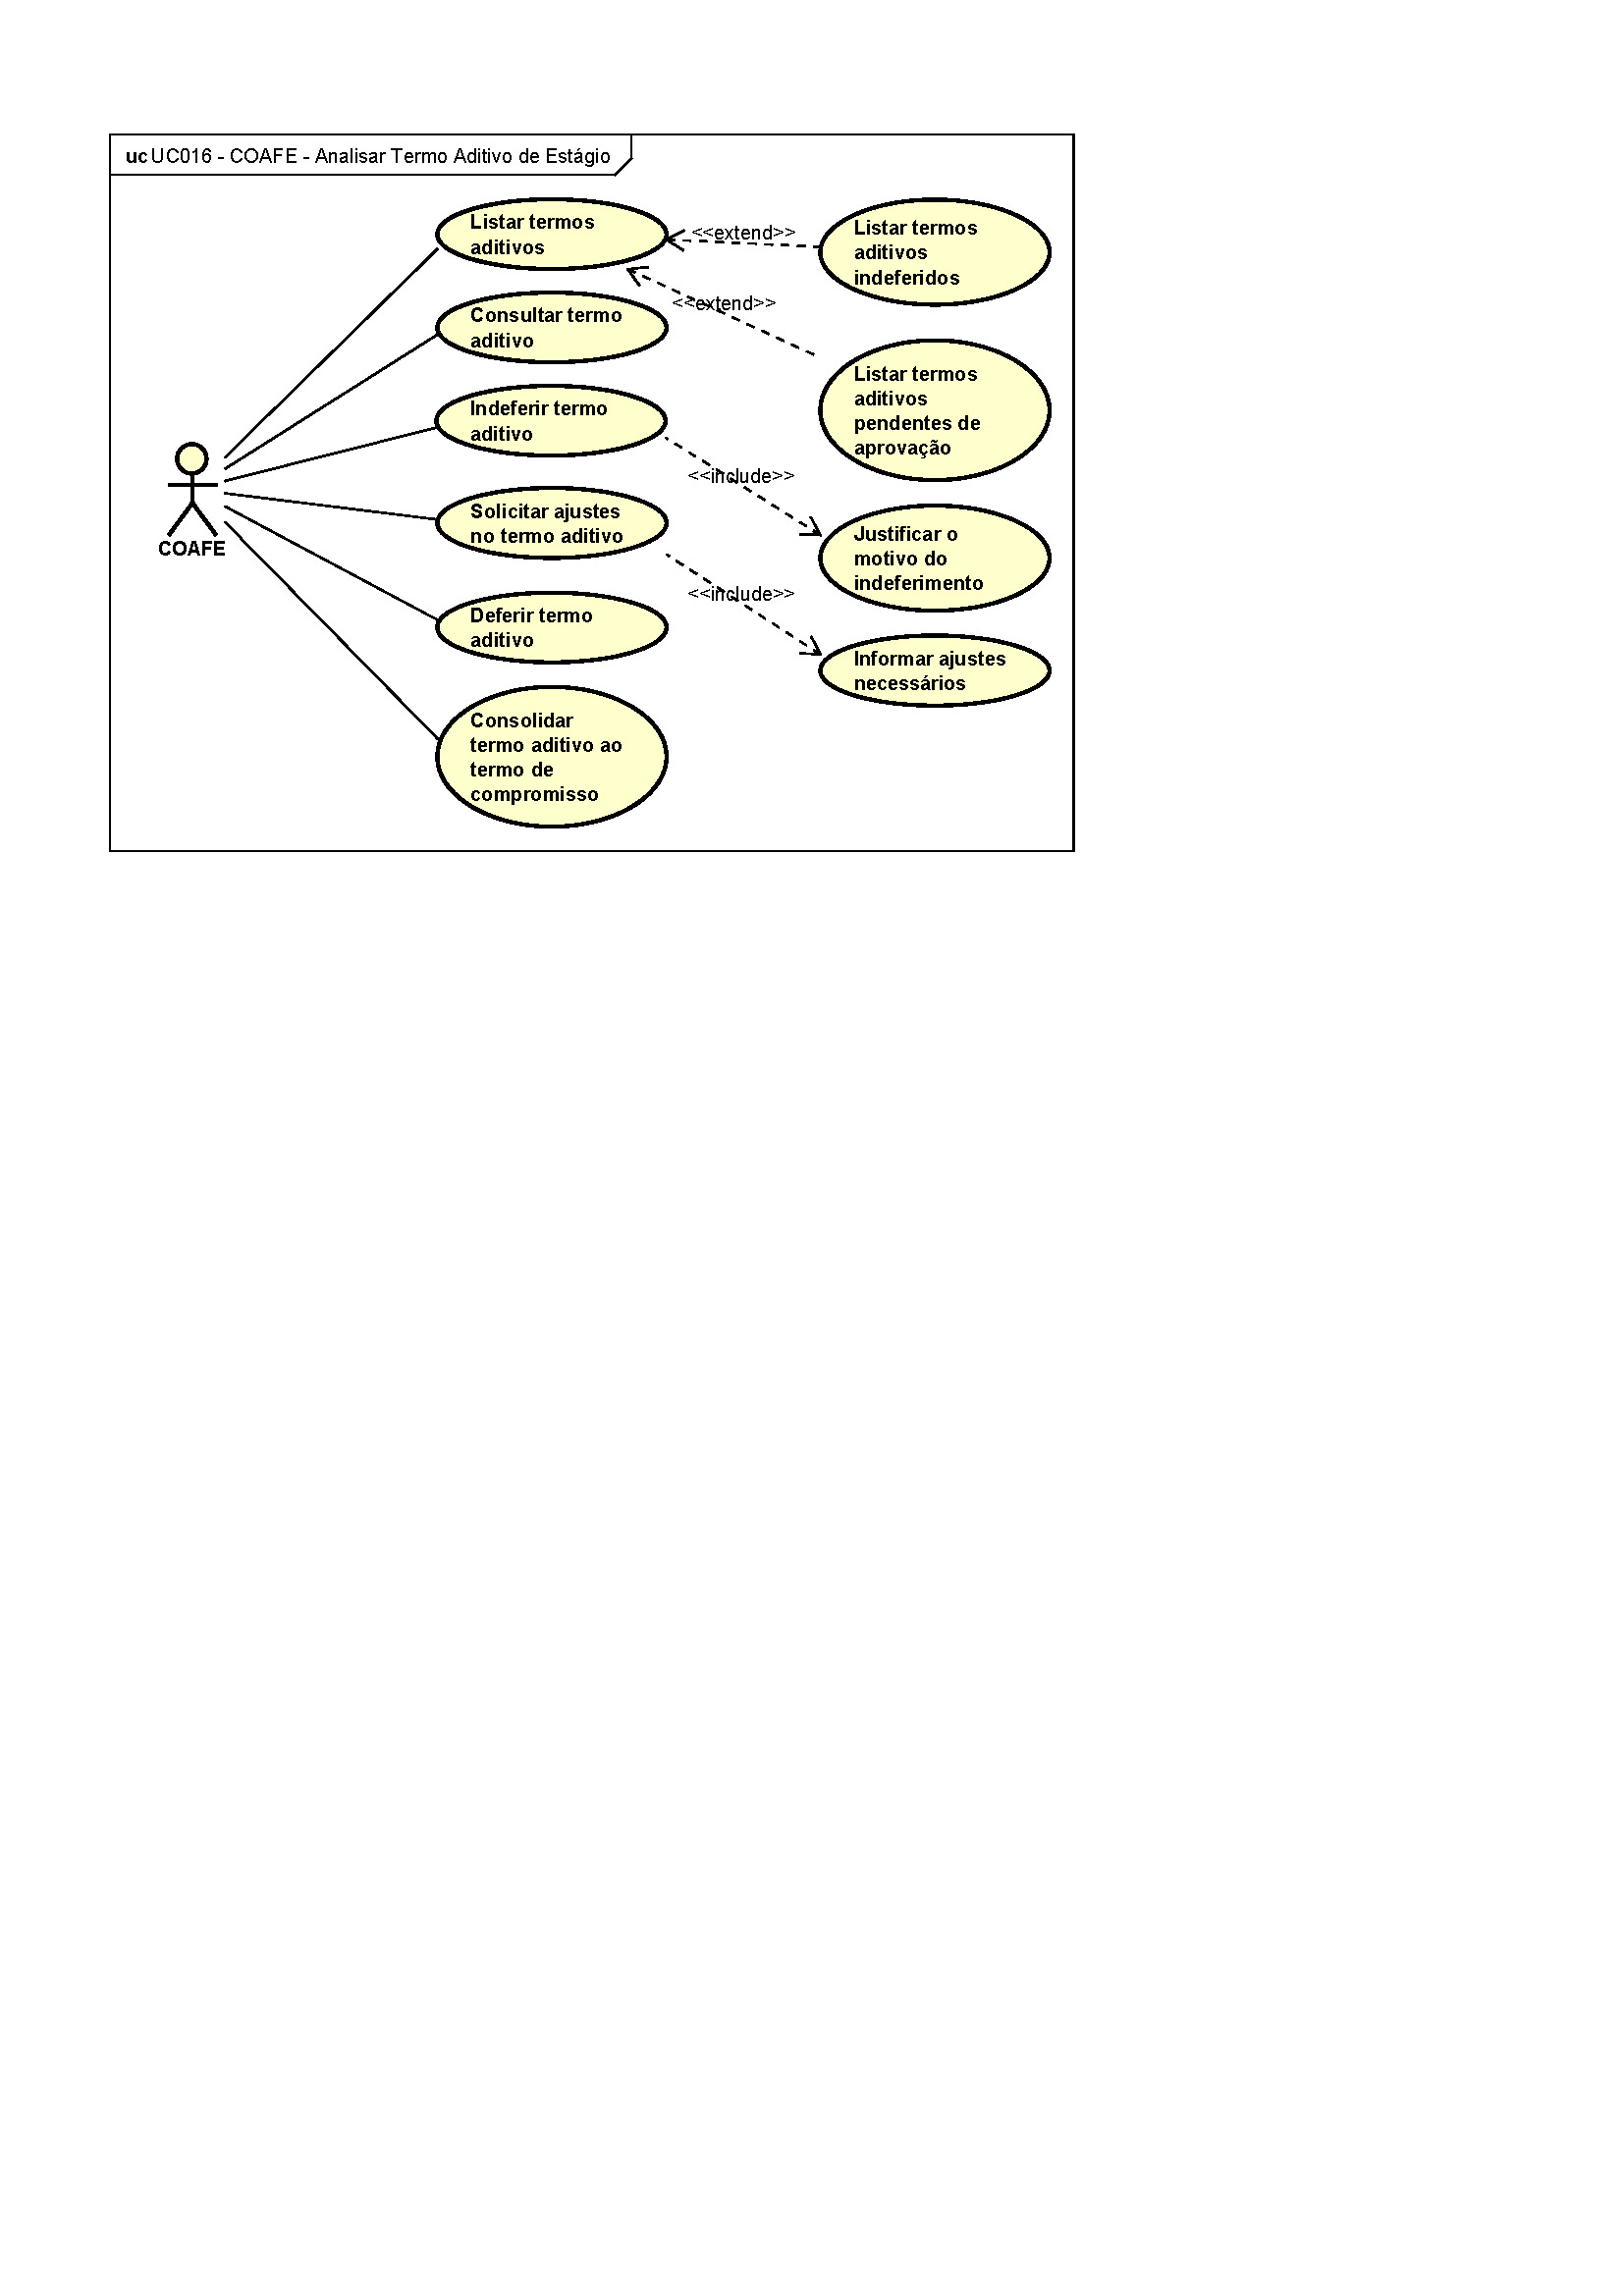 uc UC016 - COAFE - Analisar Termo Aditivo de Estágio
Listar termos
aditivos
<<extend>>
Listar termos
aditivos
indeferidos
<<extend>>
Consultar termo
aditivo
Listar termos
aditivos
pendentes de
aprovação
Indeferir termo
aditivo
<<include>>
Solicitar ajustes
no termo aditivo
Justificar o
motivo do
indeferimento
COAFE
<<include>>
Deferir termo
aditivo
Informar ajustes
necessários
Consolidar
termo aditivo ao
termo de
compromisso